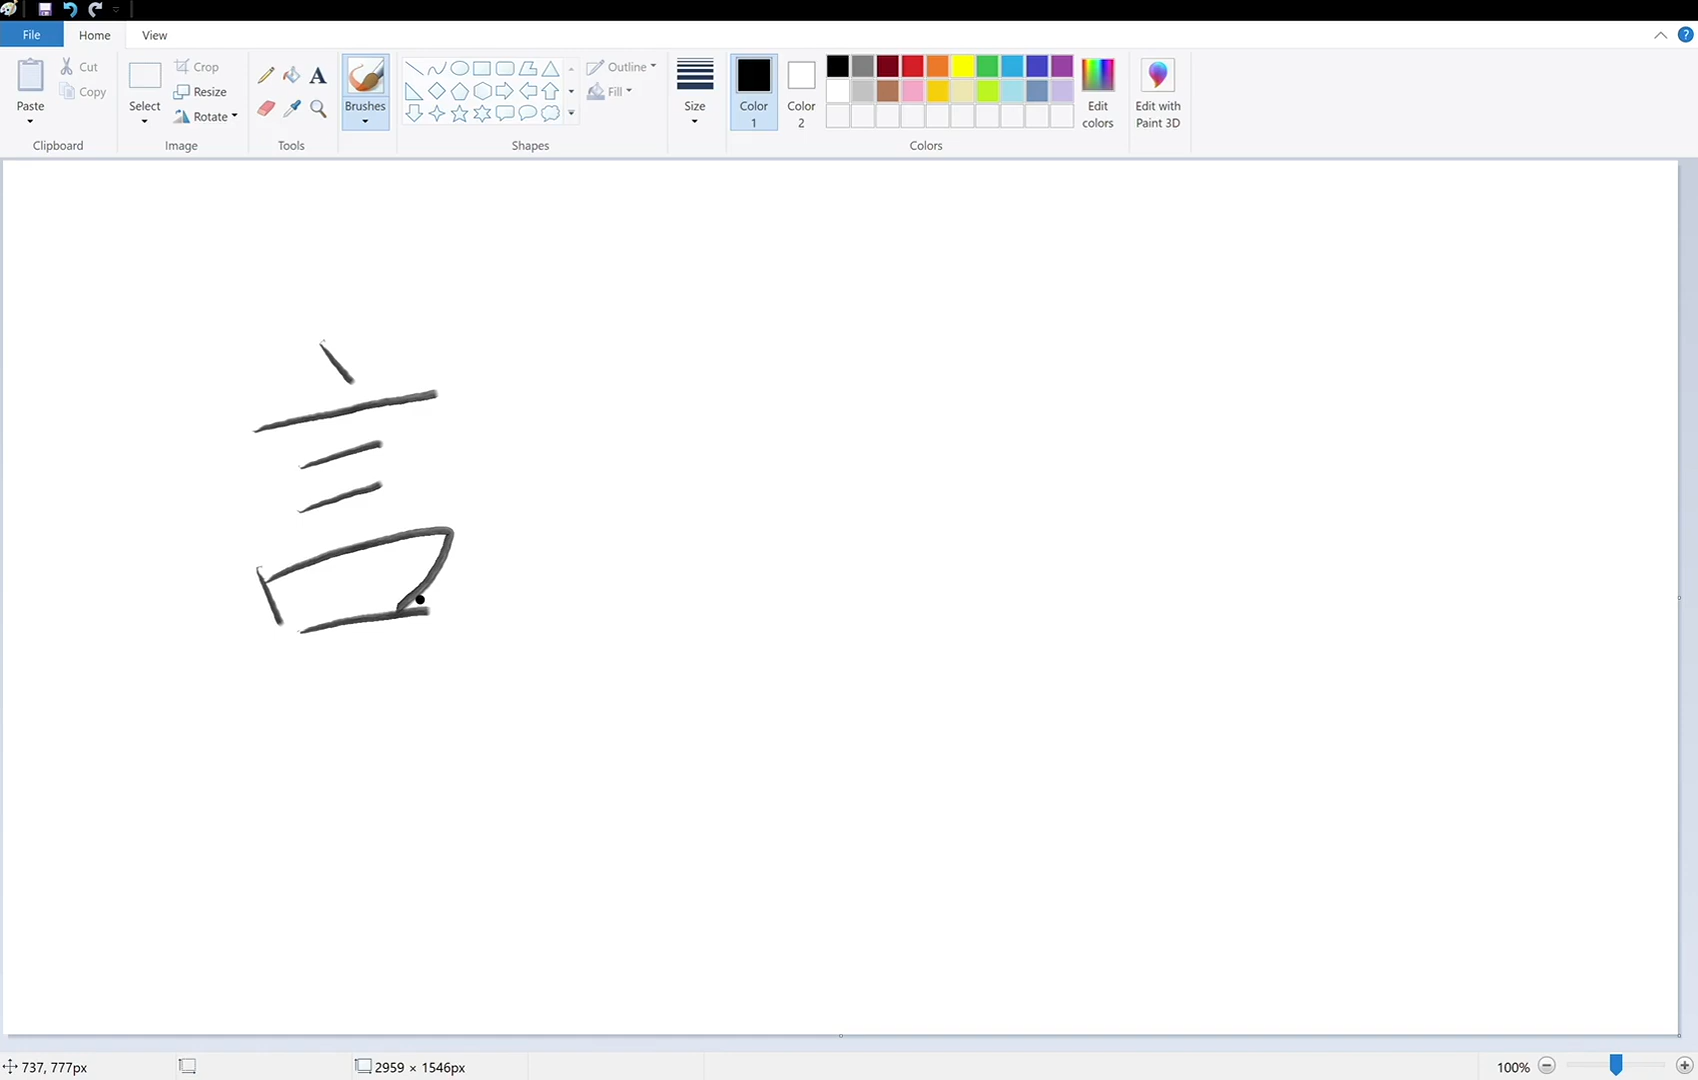 File Home View
Paste Cut Copy Select Crop Resize Rotate Brushes Outline Fill Size Color 1 Color 2 Edit colors Edit with Paint 3D
Clipboard Image Tools Shapes Colors
言
737, 777px 2959 × 1546px 100%